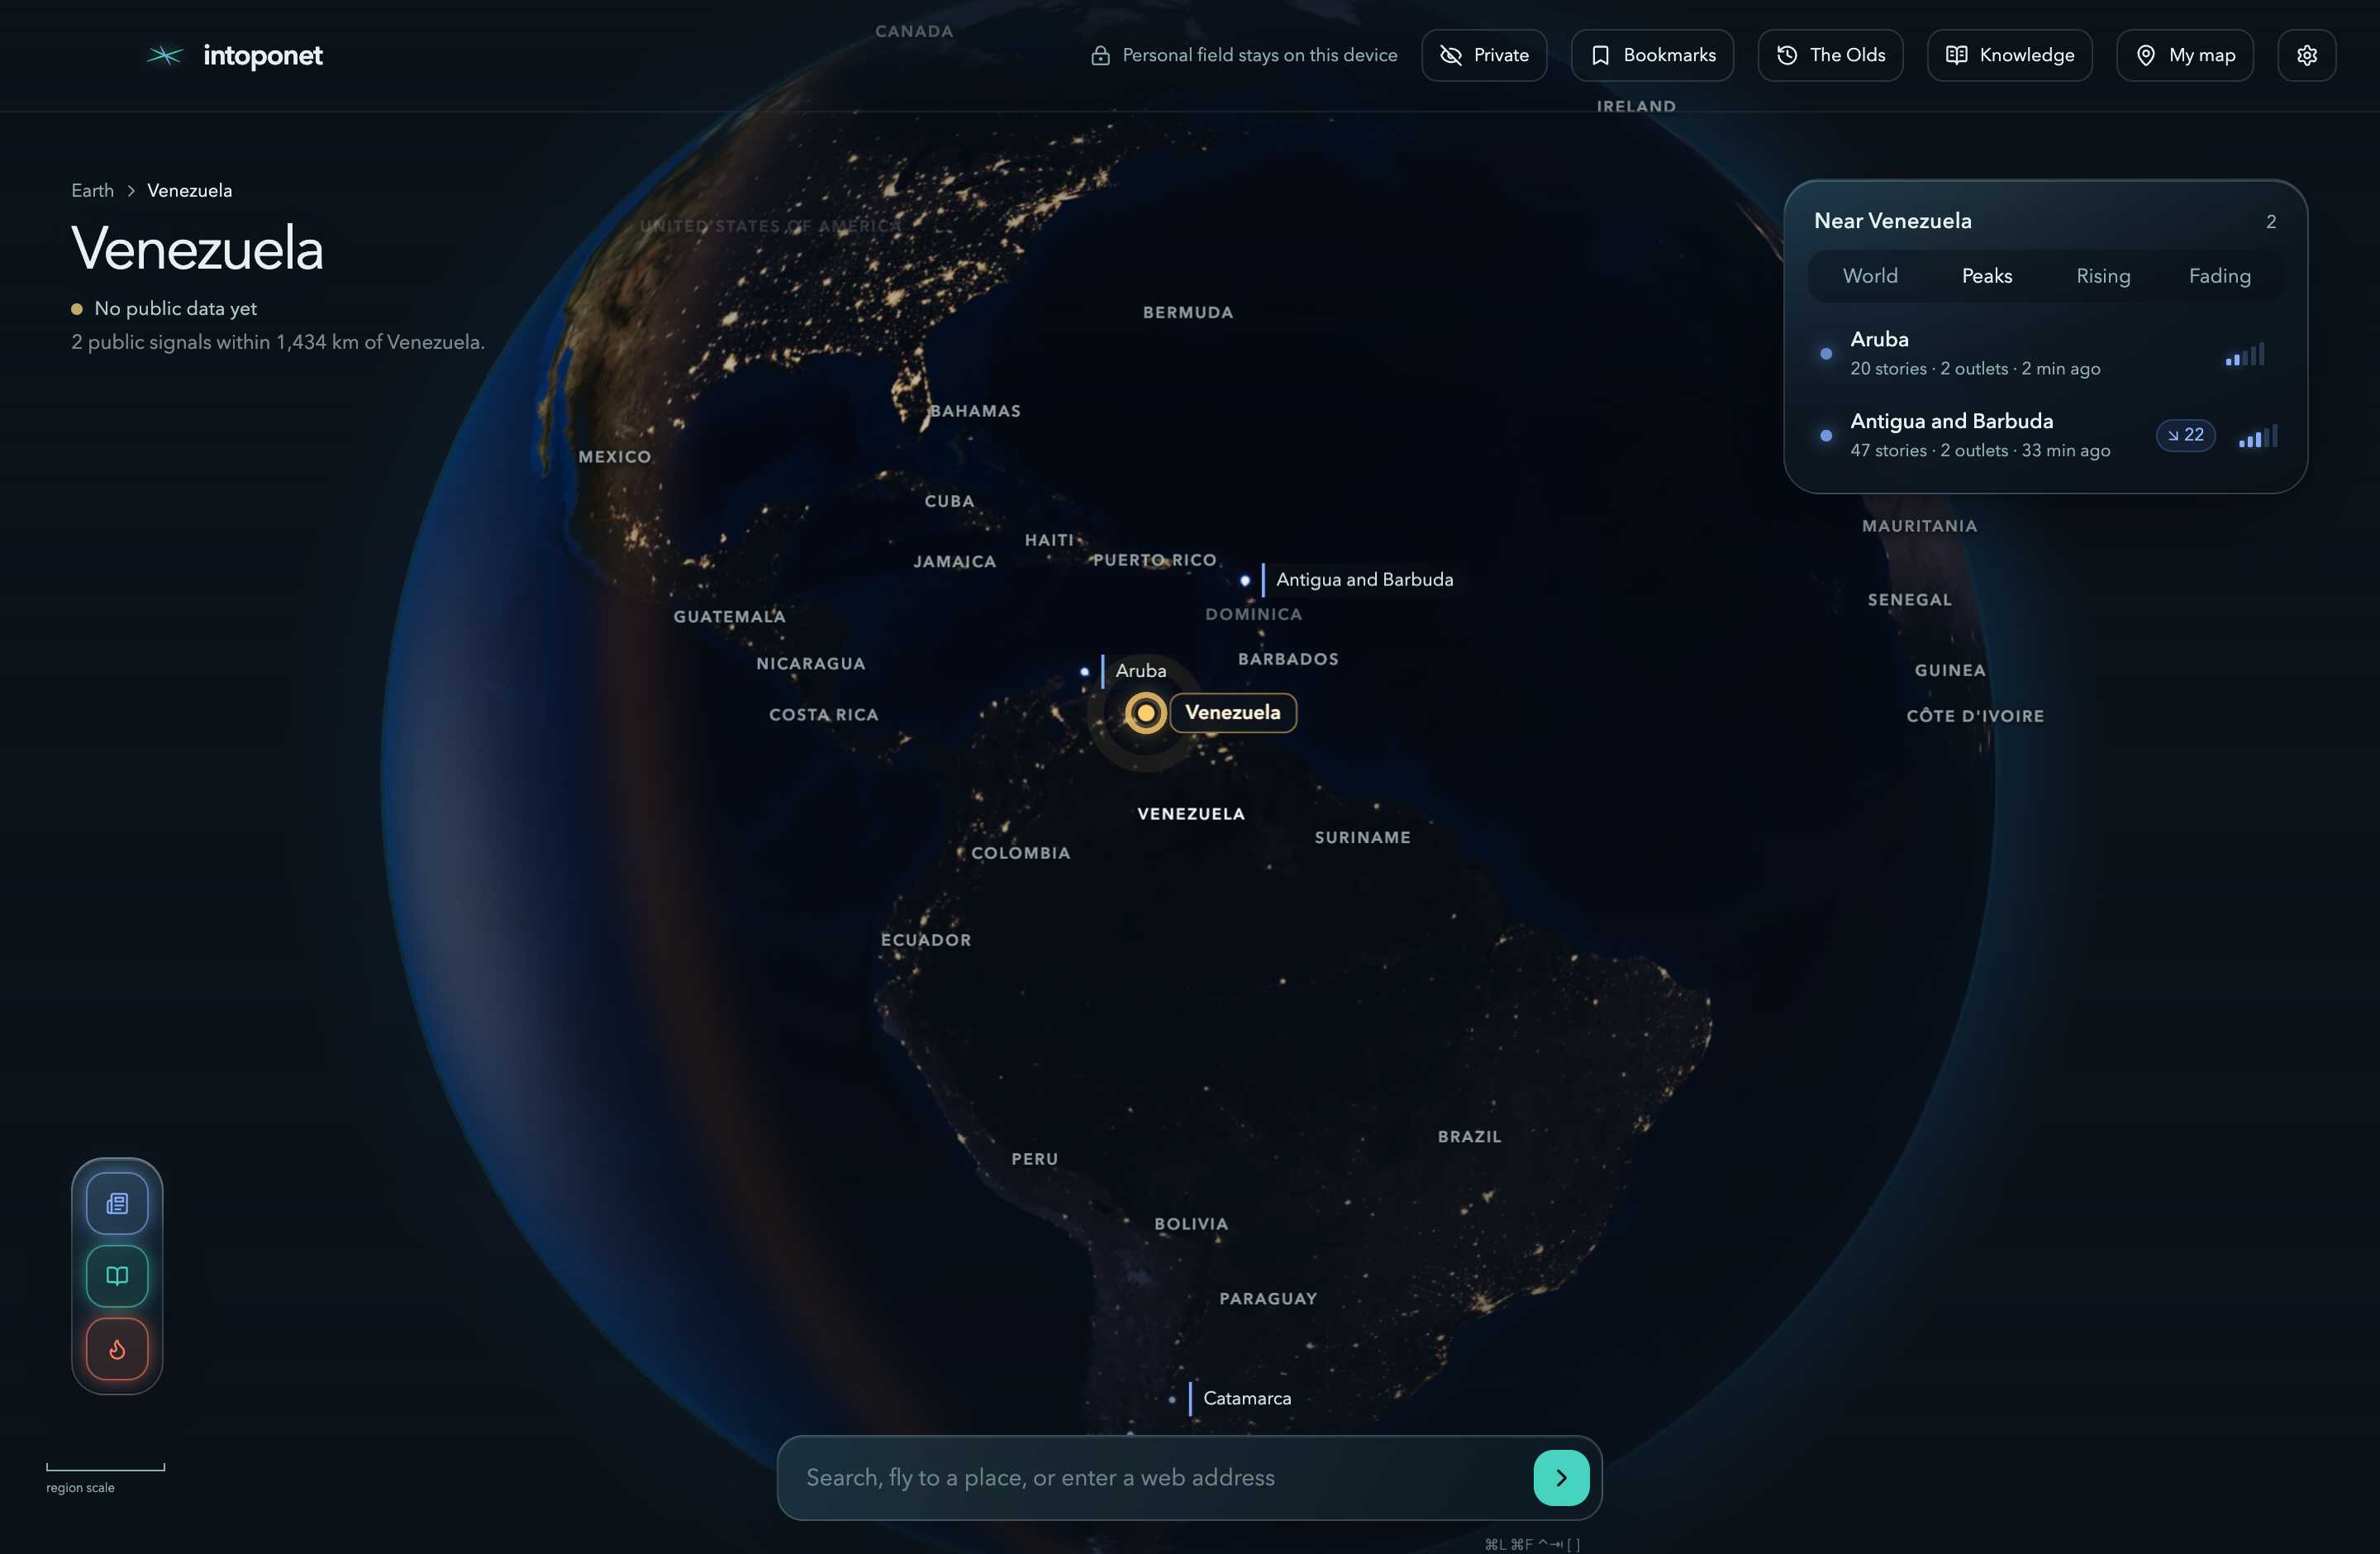 CANADA
intoponet
Personal field stays on this device
Private
Bookmarks
The Olds
Knowledge
My map
IRELAND
Earth > Venezuela
Venezuela
No public data yet
2 public signals within 1,434 km of Venezuela.
Near Venezuela 2
World Peaks Rising Fading
Aruba
20 stories · 2 outlets · 2 min ago
Antigua and Barbuda
47 stories · 2 outlets · 33 min ago
↘ 22
UNITED STATES OF AMERICA
BERMUDA
BAHAMAS
MEXICO
CUBA
HAITI
JAMAICA
PUERTO RICO
Antigua and Barbuda
DOMINICA
GUATEMALA
NICARAGUA
BARBADOS
Aruba
COSTA RICA
Venezuela
MAURITANIA
SENEGAL
GUINEA
CÔTE D'IVOIRE
VENEZUELA
SURINAME
COLOMBIA
ECUADOR
BRAZIL
PERU
BOLIVIA
PARAGUAY
Catamarca
region scale
Search, fly to a place, or enter a web address
⌘L ⌘F ^⇥ [ ]